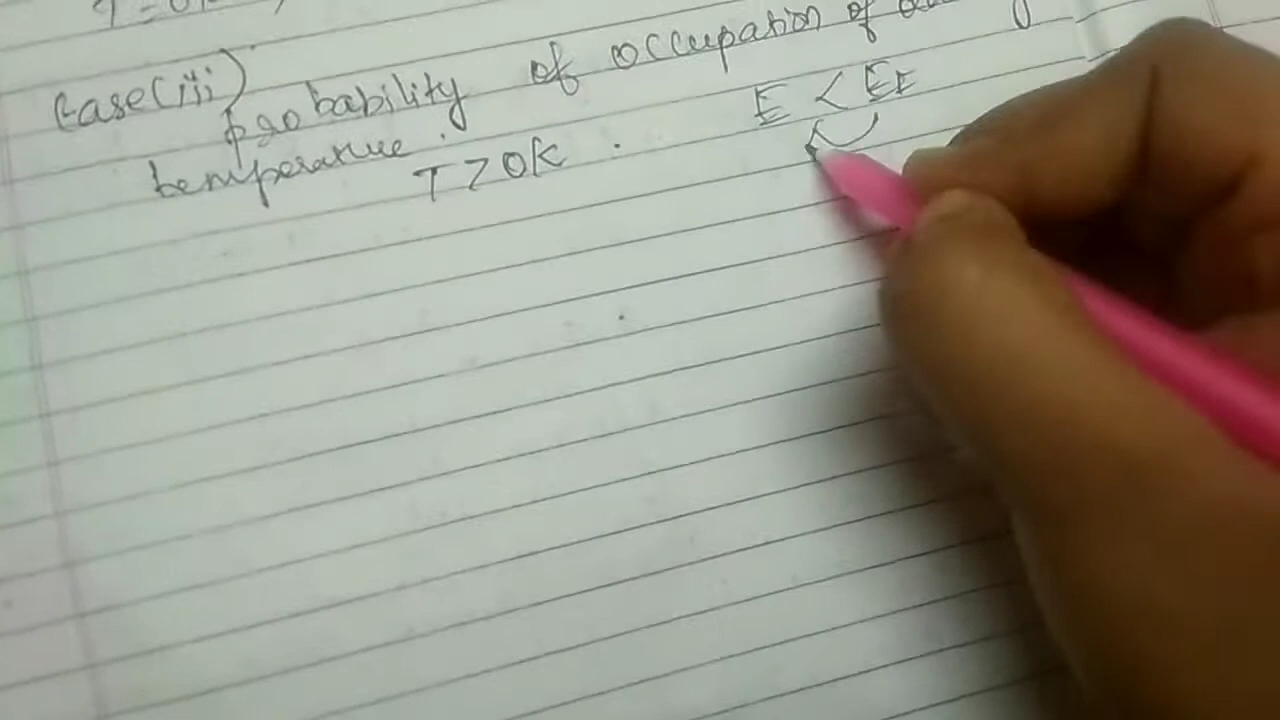 case(iii)
probability of occupation of
temperature. T > 0K . E < EF